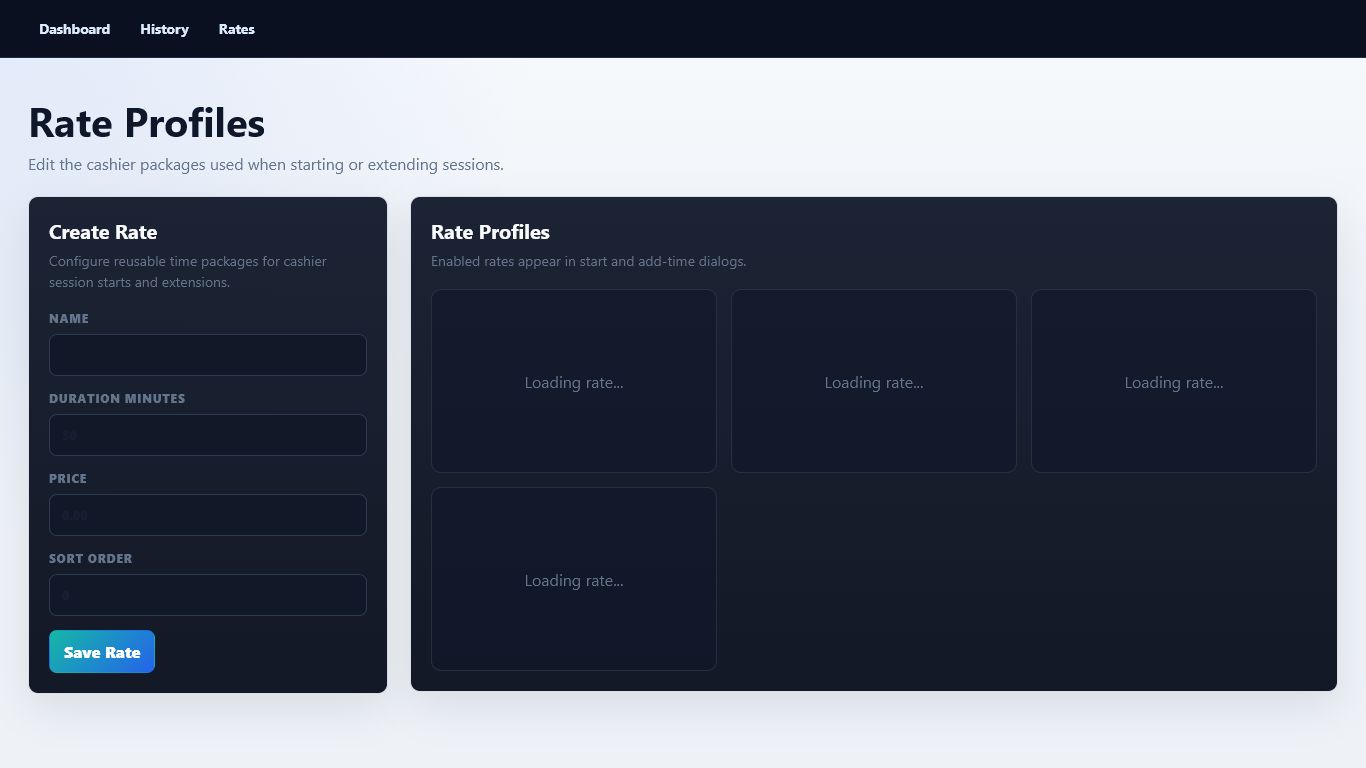 Dashboard History Rates
Rate Profiles
Edit the cashier packages used when starting or extending sessions.
Create Rate
Configure reusable time packages for cashier
session starts and extensions.
NAME
DURATION MINUTES
30
PRICE
0.00
SORT ORDER
0
Save Rate
Rate Profiles
Enabled rates appear in start and add-time dialogs.
Loading rate... Loading rate... Loading rate...
Loading rate...